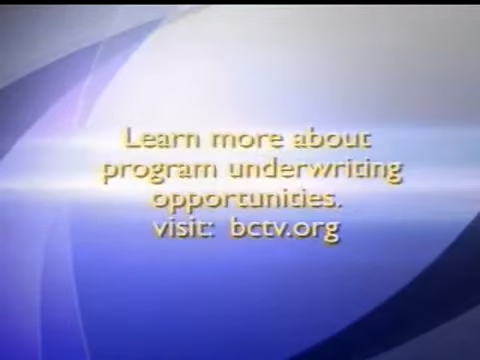 Learn more about
program underwriting
opportunities.
visit: bctv.org